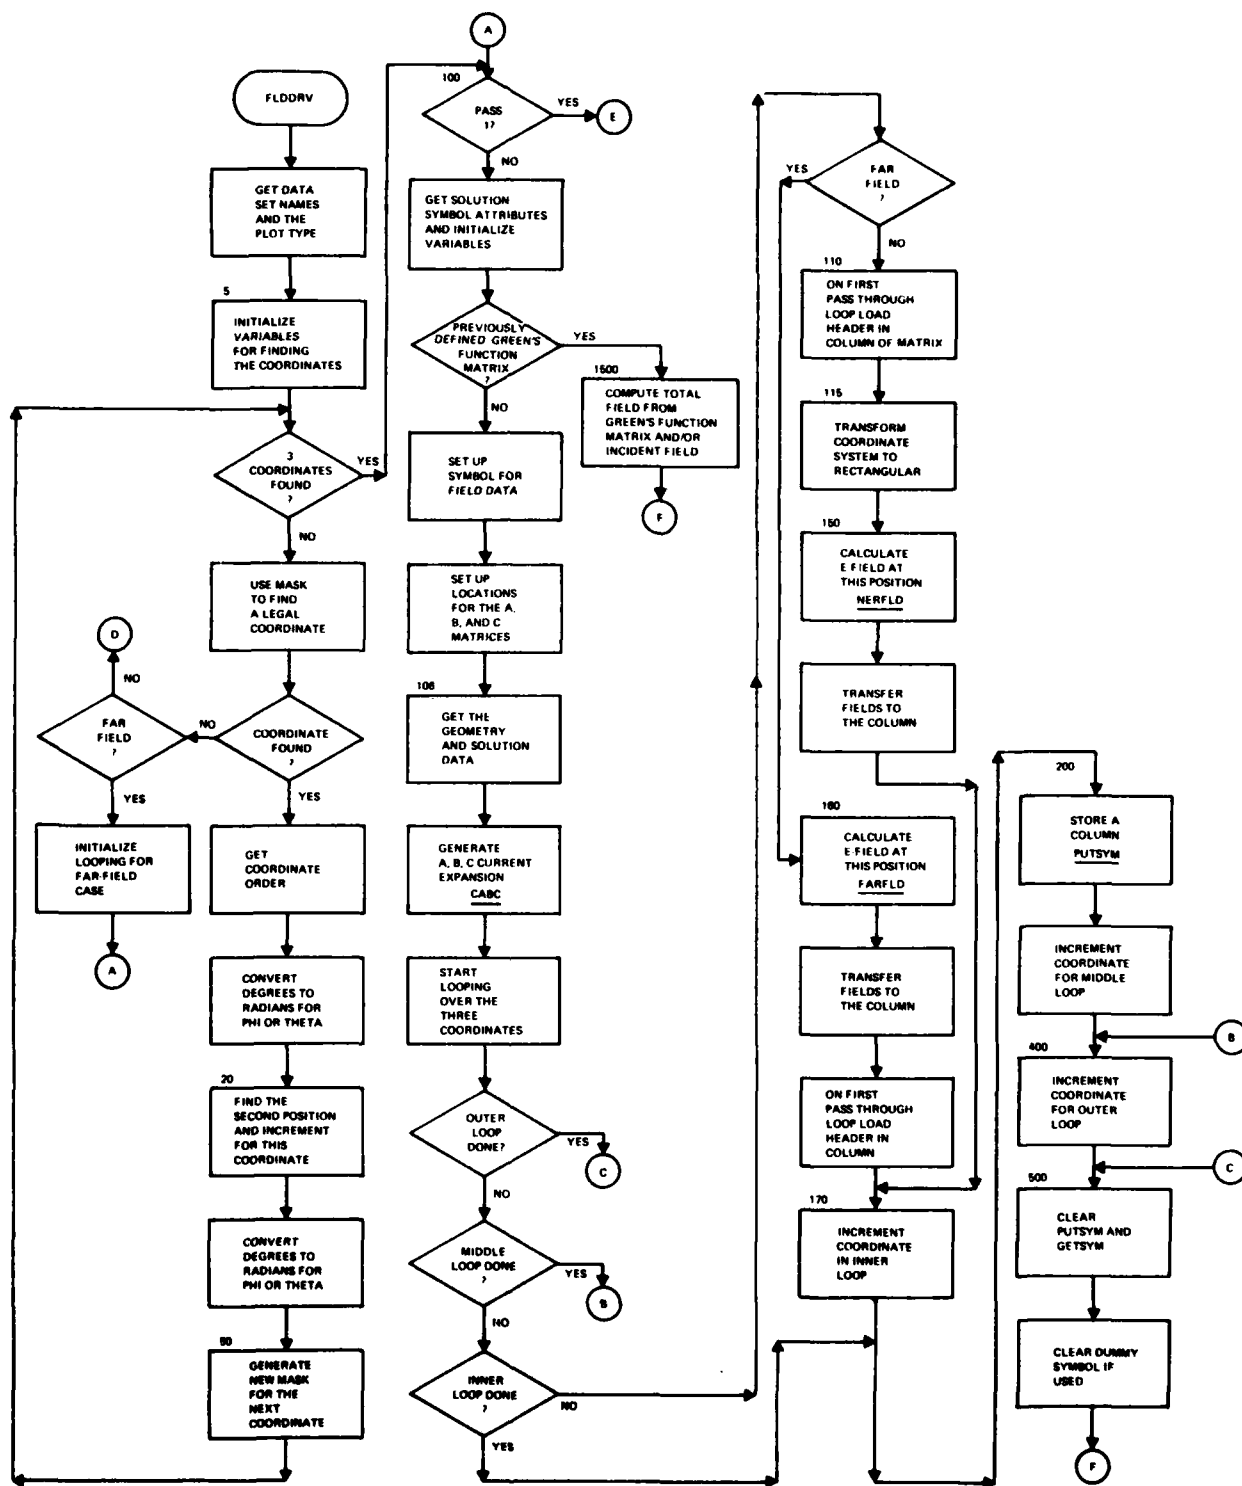 FLDDRV
GET DATA
SET NAMES
AND THE
PLOT TYPE
5
INITIALIZE
VARIABLES
FOR FINDING
THE COORDINATES
3
COORDINATES
FOUND
?
YES
NO
USE MASK
TO FIND
A LEGAL
COORDINATE
D
NO
FAR
FIELD
?
NO
COORDINATE
FOUND
?
YES
YES
INITIALIZE
LOOPING FOR
FAR-FIELD
CASE
A
GET
COORDINATE
ORDER
CONVERT
DEGREES TO
RADIANS FOR
PHI OR THETA
20
FIND THE
SECOND POSITION
AND INCREMENT
FOR THIS
COORDINATE
CONVERT
DEGREES TO
RADIANS FOR
PHI OR THETA
GENERATE
NEW MASK
FOR THE
NEXT
COORDINATE
A
100
PASS
1?
YES
E
NO
GET SOLUTION
SYMBOL ATTRIBUTES
AND INITIALIZE
VARIABLES
PREVIOUSLY
DEFINED GREEN'S
FUNCTION
MATRIX
?
YES
1500
COMPUTE TOTAL
FIELD FROM
GREEN'S FUNCTION
MATRIX AND/OR
INCIDENT FIELD
F
NO
SET UP
SYMBOL FOR
FIELD DATA
SET UP
LOCATIONS
FOR THE A,
B, AND C
MATRICES
106
GET THE
GEOMETRY
AND SOLUTION
DATA
GENERATE
A, B, C CURRENT
EXPANSION
CABC
START
LOOPING
OVER THE
THREE
COORDINATES
OUTER
LOOP
DONE?
YES
C
NO
MIDDLE
LOOP DONE
?
YES
B
NO
INNER
LOOP DONE
?
NO
YES
FAR
FIELD
?
YES
NO
110
ON FIRST
PASS THROUGH
LOOP LOAD
HEADER IN
COLUMN OF MATRIX
115
TRANSFORM
COORDINATE
SYSTEM TO
RECTANGULAR
150
CALCULATE
E FIELD AT
THIS POSITION
NERFLD
TRANSFER
FIELDS TO
THE COLUMN
160
CALCULATE
E-FIELD AT
THIS POSITION
FARFLD
TRANSFER
FIELDS TO
THE COLUMN
ON FIRST
PASS THROUGH
LOOP LOAD
HEADER IN
COLUMN
170
INCREMENT
COORDINATE
IN INNER
LOOP
200
STORE A
COLUMN
PUTSYM
INCREMENT
COORDINATE
FOR MIDDLE
LOOP
B
400
INCREMENT
COORDINATE
FOR OUTER
LOOP
C
500
CLEAR
PUTSYM AND
GETSYM
CLEAR DUMMY
SYMBOL IF
USED
F